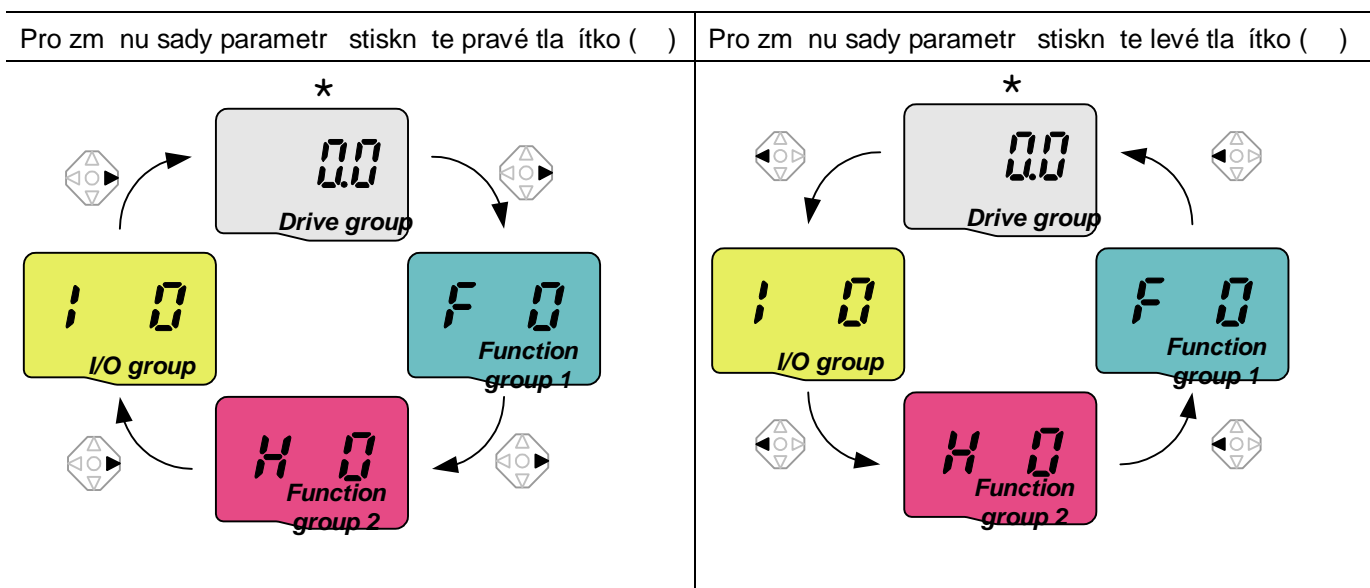 Pro zm nu sady parametr stiskn te pravé tla ítko ( )
*
0.0
Drive group
I 0
I/O group
F 0
Function
group 1
H 0
Function
group 2
Pro zm nu sady parametr stiskn te levé tla ítko ( )
*
0.0
Drive group
I 0
I/O group
F 0
Function
group 1
H 0
Function
group 2